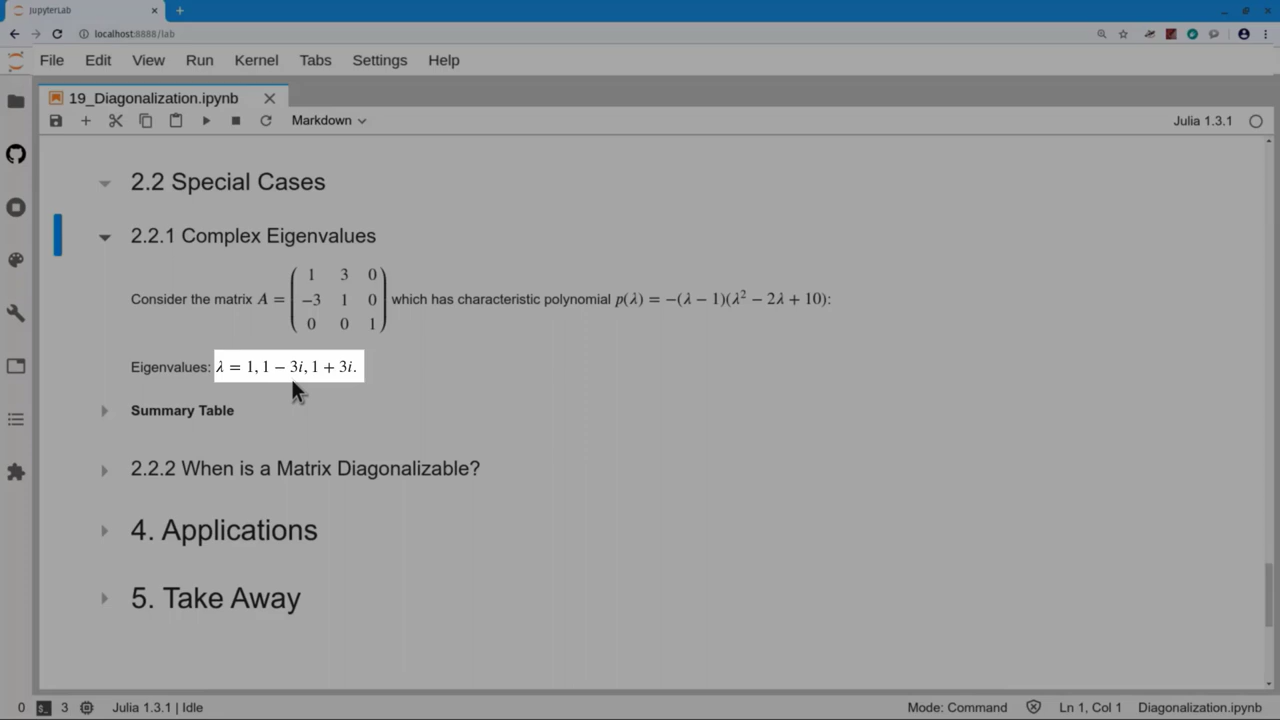 JupyterLab
localhost:8888/lab
File Edit View Run Kernel Tabs Settings Help
19_Diagonalization.ipynb
Markdown
Julia 1.3.1
2.2 Special Cases
2.2.1 Complex Eigenvalues
Consider the matrix A = ( 1 3 0 ; −3 1 0 ; 0 0 1 ) which has characteristic polynomial p(λ) = −(λ − 1)(λ² − 2λ + 10):
Eigenvalues: λ = 1, 1 − 3i, 1 + 3i.
Summary Table
2.2.2 When is a Matrix Diagonalizable?
4. Applications
5. Take Away
0 3 Julia 1.3.1 | Idle Mode: Command Ln 1, Col 1 Diagonalization.ipynb